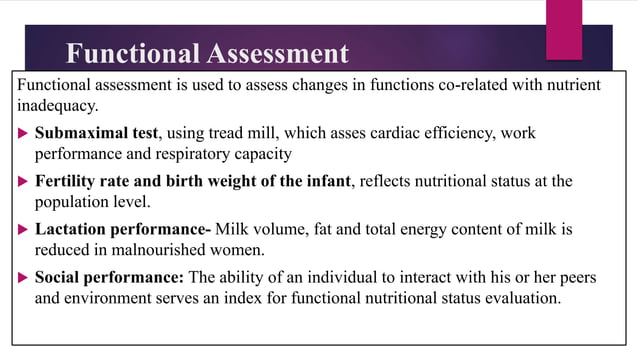 Functional Assessment
Functional assessment is used to assess changes in functions co-related with nutrient
inadequacy.
Submaximal test, using tread mill, which asses cardiac efficiency, work
performance and respiratory capacity
Fertility rate and birth weight of the infant, reflects nutritional status at the
population level.
Lactation performance- Milk volume, fat and total energy content of milk is
reduced in malnourished women.
Social performance: The ability of an individual to interact with his or her peers
and environment serves an index for functional nutritional status evaluation.